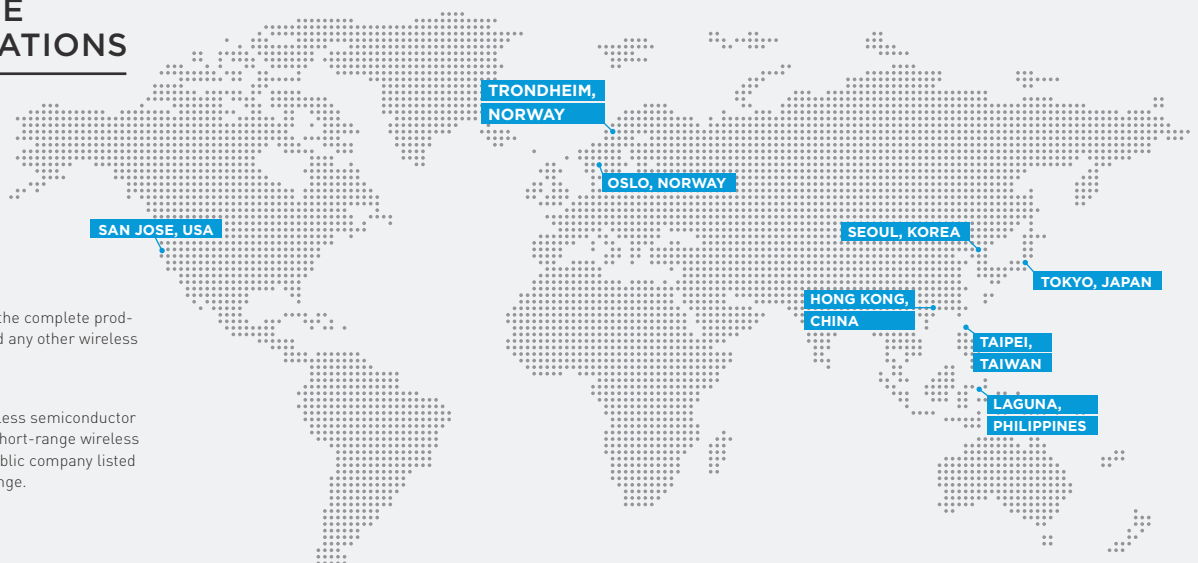 E
ATIONS
TRONDHEIM,
NORWAY
OSLO, NORWAY
SAN JOSE, USA
SEOUL, KOREA
TOKYO, JAPAN
HONG KONG,
CHINA
TAIPEI,
TAIWAN
LAGUNA,
PHILIPPINES
the complete prod-
d any other wireless
less semiconductor
short-range wireless
blic company listed
nge.